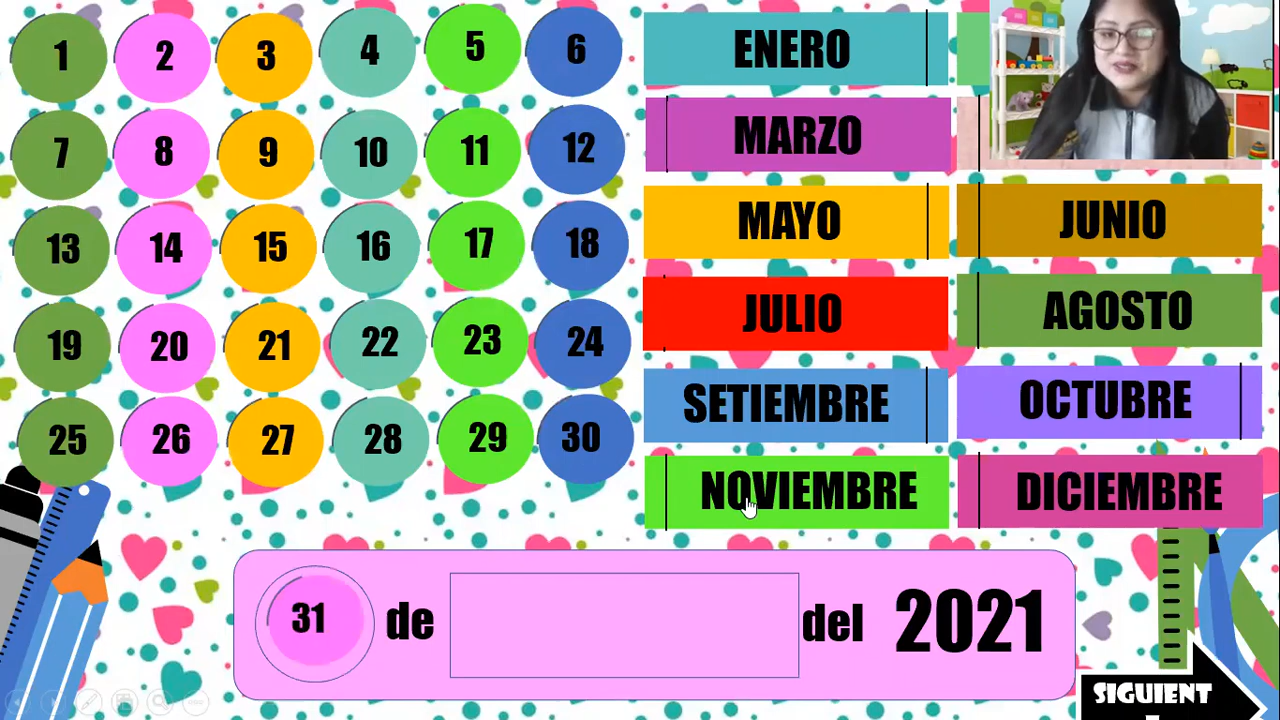 1 2 3 4 5 6
7 8 9 10 11 12
13 14 15 16 17 18
19 20 21 22 23 24
25 26 27 28 29 30
ENERO
MARZO
MAYO JUNIO
JULIO AGOSTO
SETIEMBRE OCTUBRE
NOVIEMBRE DICIEMBRE
31 de del 2021
SIGUIENT